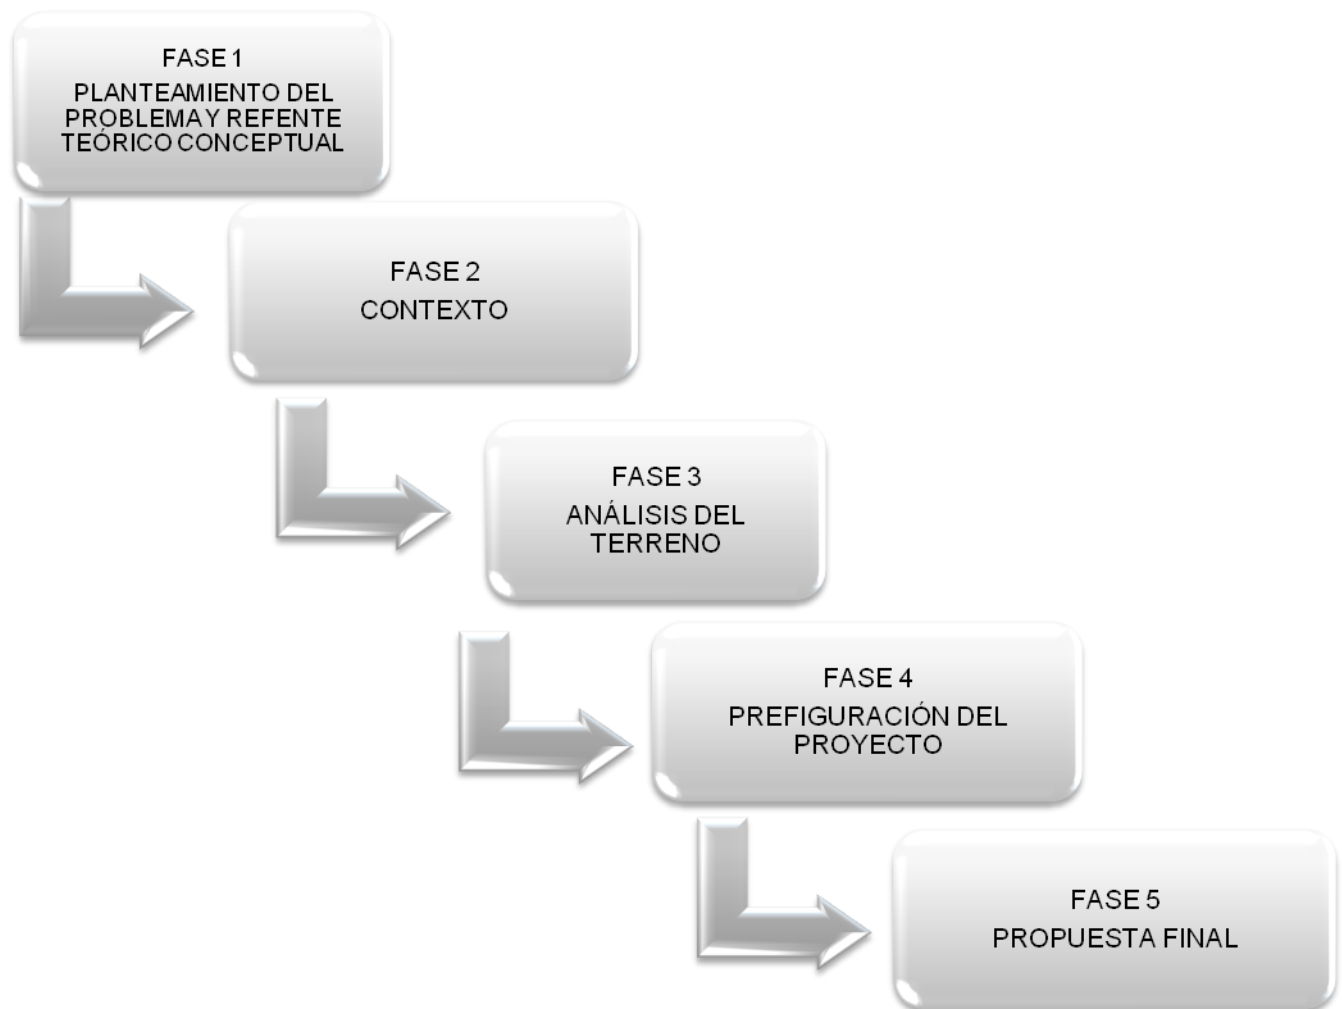 FASE 1
PLANTEAMIENTO DEL
PROBLEMA Y REFENTE
TEÓRICO CONCEPTUAL
FASE 2
CONTEXTO
FASE 3
ANÁLISIS DEL
TERRENO
FASE 4
PREFIGURACIÓN DEL
PROYECTO
FASE 5
PROPUESTA FINAL